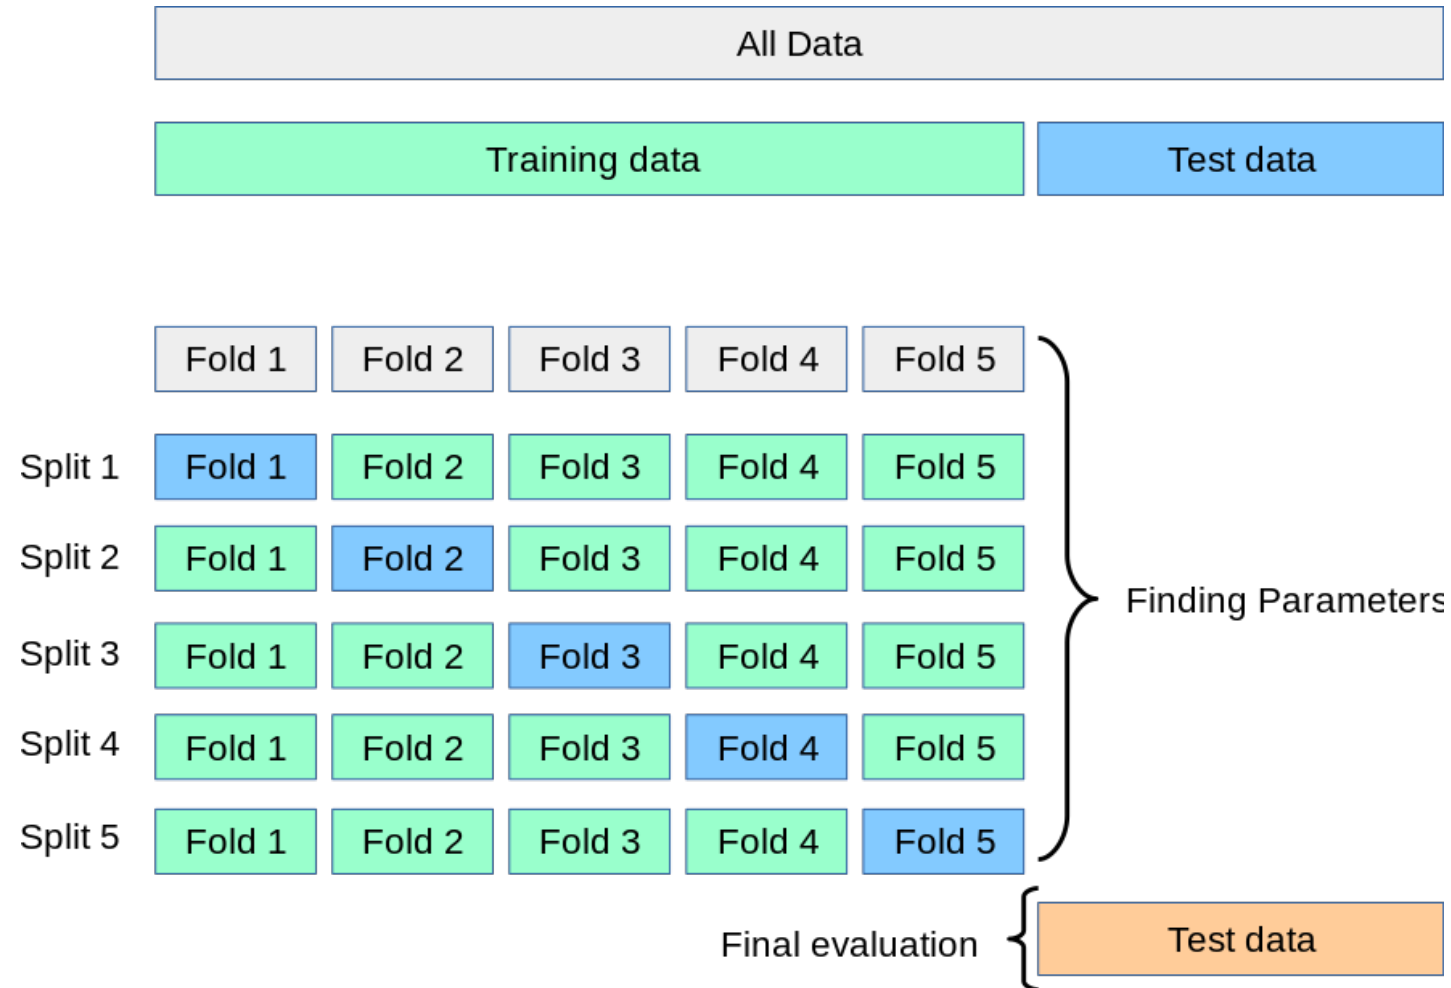 All Data
Training data Test data
Fold 1 Fold 2 Fold 3 Fold 4 Fold 5
Split 1 Fold 1 Fold 2 Fold 3 Fold 4 Fold 5
Split 2 Fold 1 Fold 2 Fold 3 Fold 4 Fold 5
Finding Parameters
Split 3 Fold 1 Fold 2 Fold 3 Fold 4 Fold 5
Split 4 Fold 1 Fold 2 Fold 3 Fold 4 Fold 5
Split 5 Fold 1 Fold 2 Fold 3 Fold 4 Fold 5
Final evaluation Test data